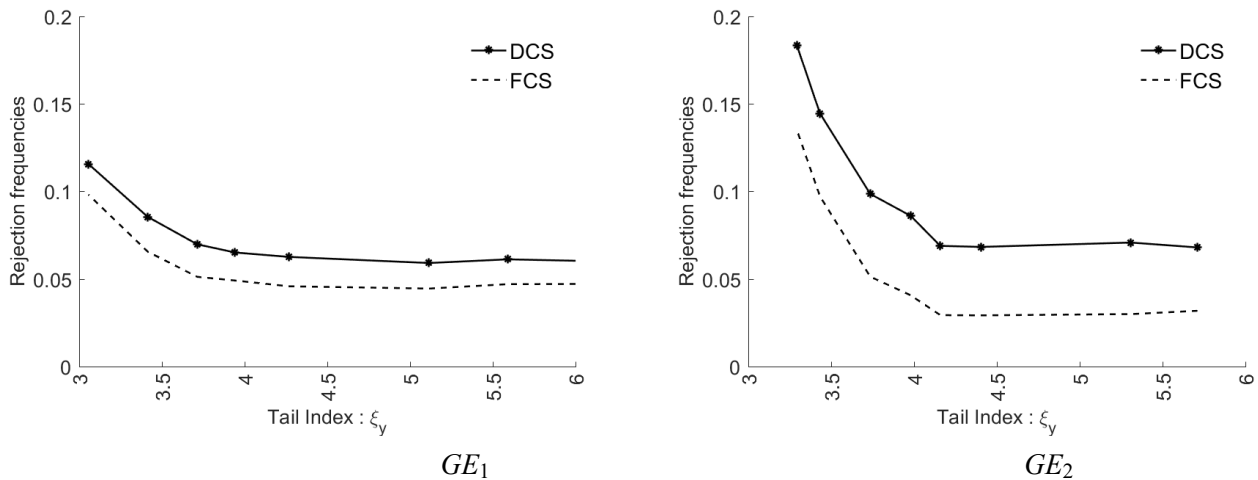 0.2
0.15
0.1
0.05
0
Rejection frequencies
DCS
FCS
3
3.5
4
4.5
5
5.5
6
Tail Index : ξy
GE1
0.2
0.15
0.1
0.05
0
Rejection frequencies
DCS
FCS
3
3.5
4
4.5
5
5.5
6
Tail Index : ξy
GE2